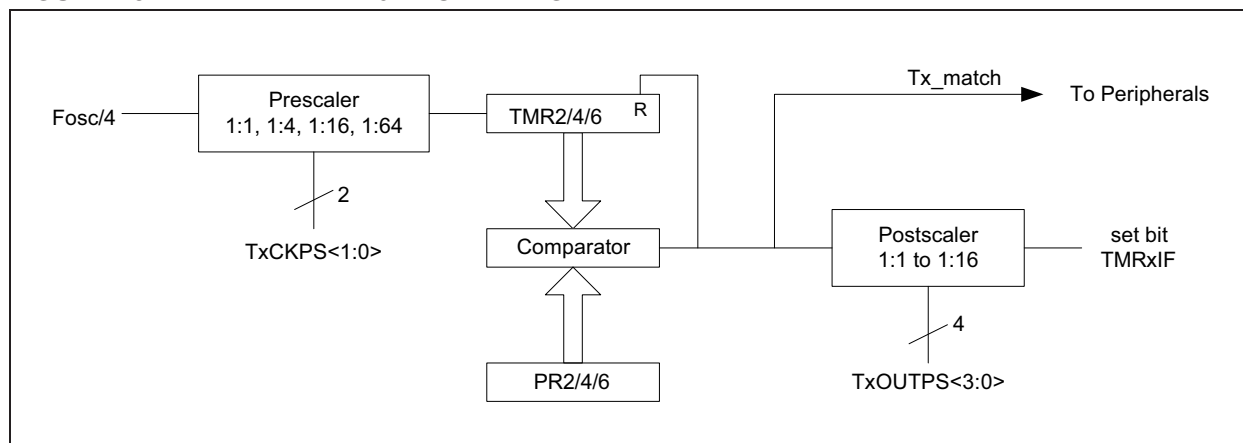 Fosc/4
Prescaler
1:1, 1:4, 1:16, 1:64
2
TxCKPS<1:0>
TMR2/4/6
R
Comparator
PR2/4/6
Tx_match
To Peripherals
Postscaler
1:1 to 1:16
4
TxOUTPS<3:0>
set bit
TMRxIF